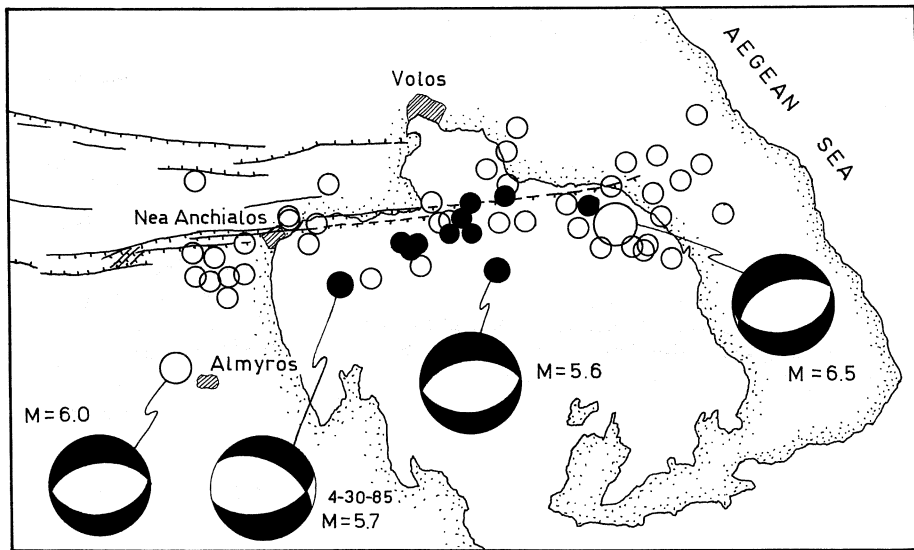 Volos
AEGEAN
SEA
Nea Anchialos
Almyros
M=5.6
M=6.5
M=6.0
4-30-85
M=5.7